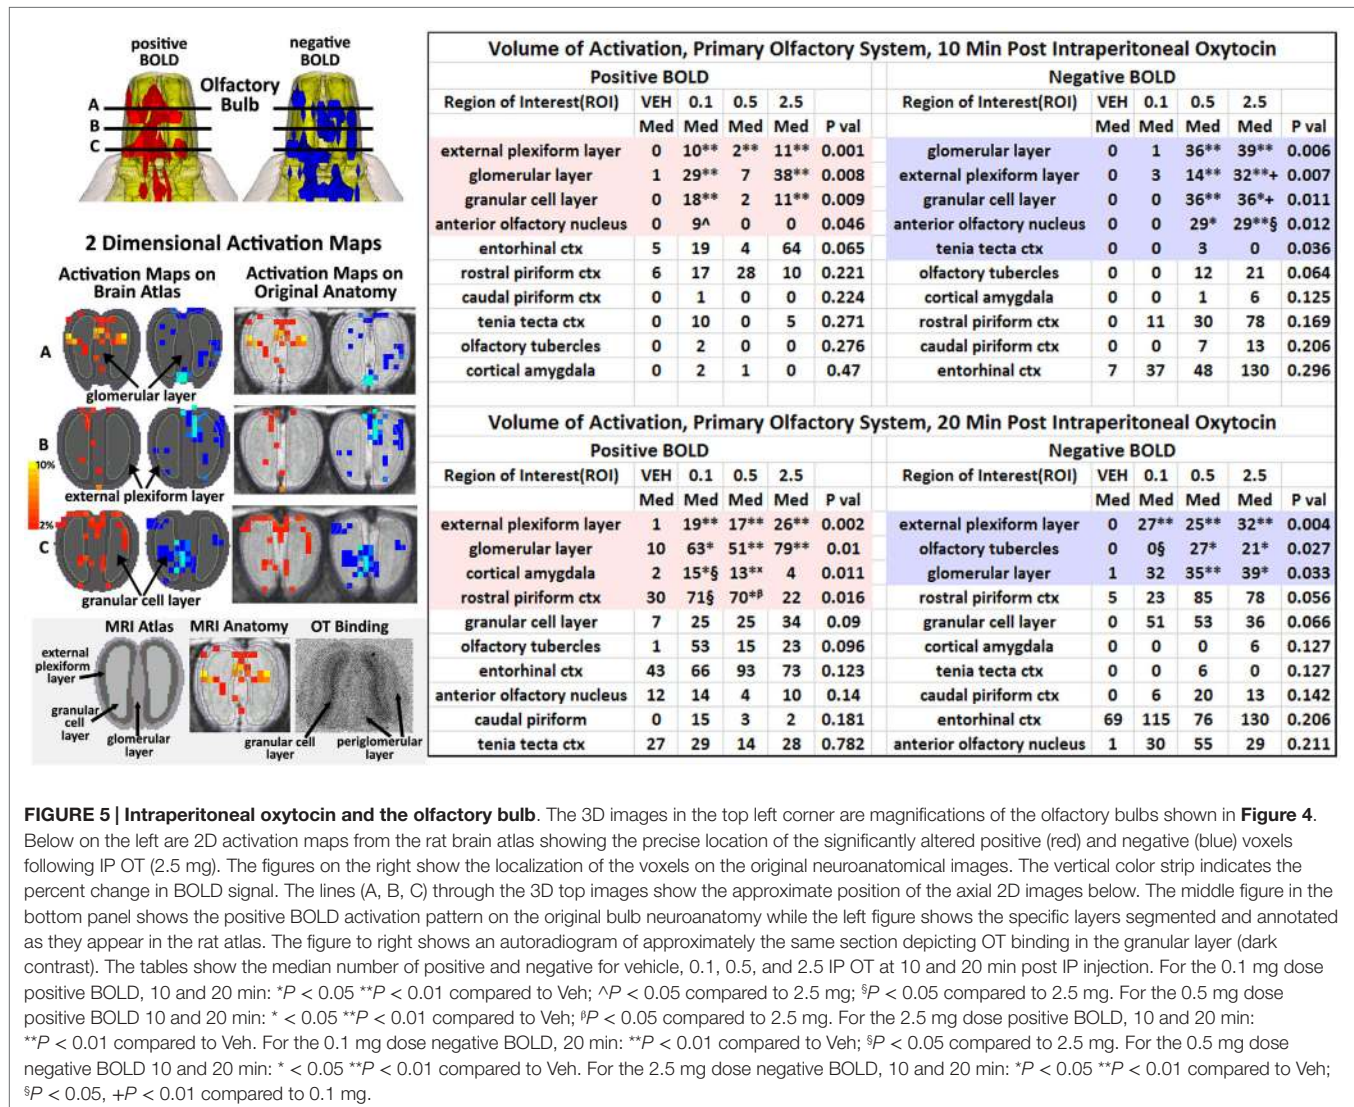 positive
BOLD
negative
BOLD
Olfactory
Bulb
A
B
C
2 Dimensional Activation Maps
Activation Maps on
Brain Atlas
Activation Maps on
Original Anatomy
A
glomerular layer
B
10%
external plexiform layer
2%
C
granular cell layer
MRI Atlas
MRI Anatomy
OT Binding
external
plexiform
layer
granular
cell
layer
glomerular
layer
granular cell
layer
periglomerular
layer
Volume of Activation, Primary Olfactory System, 10 Min Post Intraperitoneal Oxytocin
Positive BOLD Negative BOLD
Region of Interest(ROI) VEH 0.1 0.5 2.5 Region of Interest(ROI) VEH 0.1 0.5 2.5
Med Med Med Med P val Med Med Med Med P val
external plexiform layer 0 10** 2** 11** 0.001 glomerular layer 0 1 36** 39** 0.006
glomerular layer 1 29** 7 38** 0.008 external plexiform layer 0 3 14** 32**+ 0.007
granular cell layer 0 18** 2 11** 0.009 granular cell layer 0 0 36** 36*+ 0.011
anterior olfactory nucleus 0 9^ 0 0 0.046 anterior olfactory nucleus 0 0 29* 29**§ 0.012
entorhinal ctx 5 19 4 64 0.065 tenia tecta ctx 0 0 3 0 0.036
rostral piriform ctx 6 17 28 10 0.221 olfactory tubercles 0 0 12 21 0.064
caudal piriform ctx 0 1 0 0 0.224 cortical amygdala 0 0 1 6 0.125
tenia tecta ctx 0 10 0 5 0.271 rostral piriform ctx 0 11 30 78 0.169
olfactory tubercles 0 2 0 0 0.276 caudal piriform ctx 0 0 7 13 0.206
cortical amygdala 0 2 1 0 0.47 entorhinal ctx 7 37 48 130 0.296
Volume of Activation, Primary Olfactory System, 20 Min Post Intraperitoneal Oxytocin
Positive BOLD Negative BOLD
Region of Interest(ROI) VEH 0.1 0.5 2.5 Region of Interest(ROI) VEH 0.1 0.5 2.5
Med Med Med Med P val Med Med Med Med P val
external plexiform layer 1 19** 17** 26** 0.002 external plexiform layer 0 27** 25** 32** 0.004
glomerular layer 10 63* 51** 79** 0.01 olfactory tubercles 0 0§ 27* 21* 0.027
cortical amygdala 2 15*§ 13*ˣ 4 0.011 glomerular layer 1 32 35** 39* 0.033
rostral piriform ctx 30 71§ 70*ᵝ 22 0.016 rostral piriform ctx 5 23 85 78 0.056
granular cell layer 7 25 25 34 0.09 granular cell layer 0 51 53 36 0.066
olfactory tubercles 1 53 15 23 0.096 cortical amygdala 0 0 0 6 0.127
entorhinal ctx 43 66 93 73 0.123 tenia tecta ctx 0 0 6 0 0.127
anterior olfactory nucleus 12 14 4 10 0.14 caudal piriform ctx 0 6 20 13 0.142
caudal piriform 0 15 3 2 0.181 entorhinal ctx 69 115 76 130 0.206
tenia tecta ctx 27 29 14 28 0.782 anterior olfactory nucleus 1 30 55 29 0.211
FIGURE 5 | Intraperitoneal oxytocin and the olfactory bulb. The 3D images in the top left corner are magnifications of the olfactory bulbs shown in Figure 4.
Below on the left are 2D activation maps from the rat brain atlas showing the precise location of the significantly altered positive (red) and negative (blue) voxels
following IP OT (2.5 mg). The figures on the right show the localization of the voxels on the original neuroanatomical images. The vertical color strip indicates the
percent change in BOLD signal. The lines (A, B, C) through the 3D top images show the approximate position of the axial 2D images below. The middle figure in the
bottom panel shows the positive BOLD activation pattern on the original bulb neuroanatomy while the left figure shows the specific layers segmented and annotated
as they appear in the rat atlas. The figure to right shows an autoradiogram of approximately the same section depicting OT binding in the granular layer (dark
contrast). The tables show the median number of positive and negative for vehicle, 0.1, 0.5, and 2.5 IP OT at 10 and 20 min post IP injection. For the 0.1 mg dose
positive BOLD, 10 and 20 min: *P < 0.05 **P < 0.01 compared to Veh; ^P < 0.05 compared to 2.5 mg; §P < 0.05 compared to 2.5 mg. For the 0.5 mg dose
positive BOLD 10 and 20 min: * < 0.05 **P < 0.01 compared to Veh; ᵝP < 0.05 compared to 2.5 mg. For the 2.5 mg dose positive BOLD, 10 and 20 min:
**P < 0.01 compared to Veh. For the 0.1 mg dose negative BOLD, 20 min: **P < 0.01 compared to Veh; §P < 0.05 compared to 2.5 mg. For the 0.5 mg dose
negative BOLD 10 and 20 min: * < 0.05 **P < 0.01 compared to Veh. For the 2.5 mg dose negative BOLD, 10 and 20 min: *P < 0.05 **P < 0.01 compared to Veh;
§P < 0.05, +P < 0.01 compared to 0.1 mg.